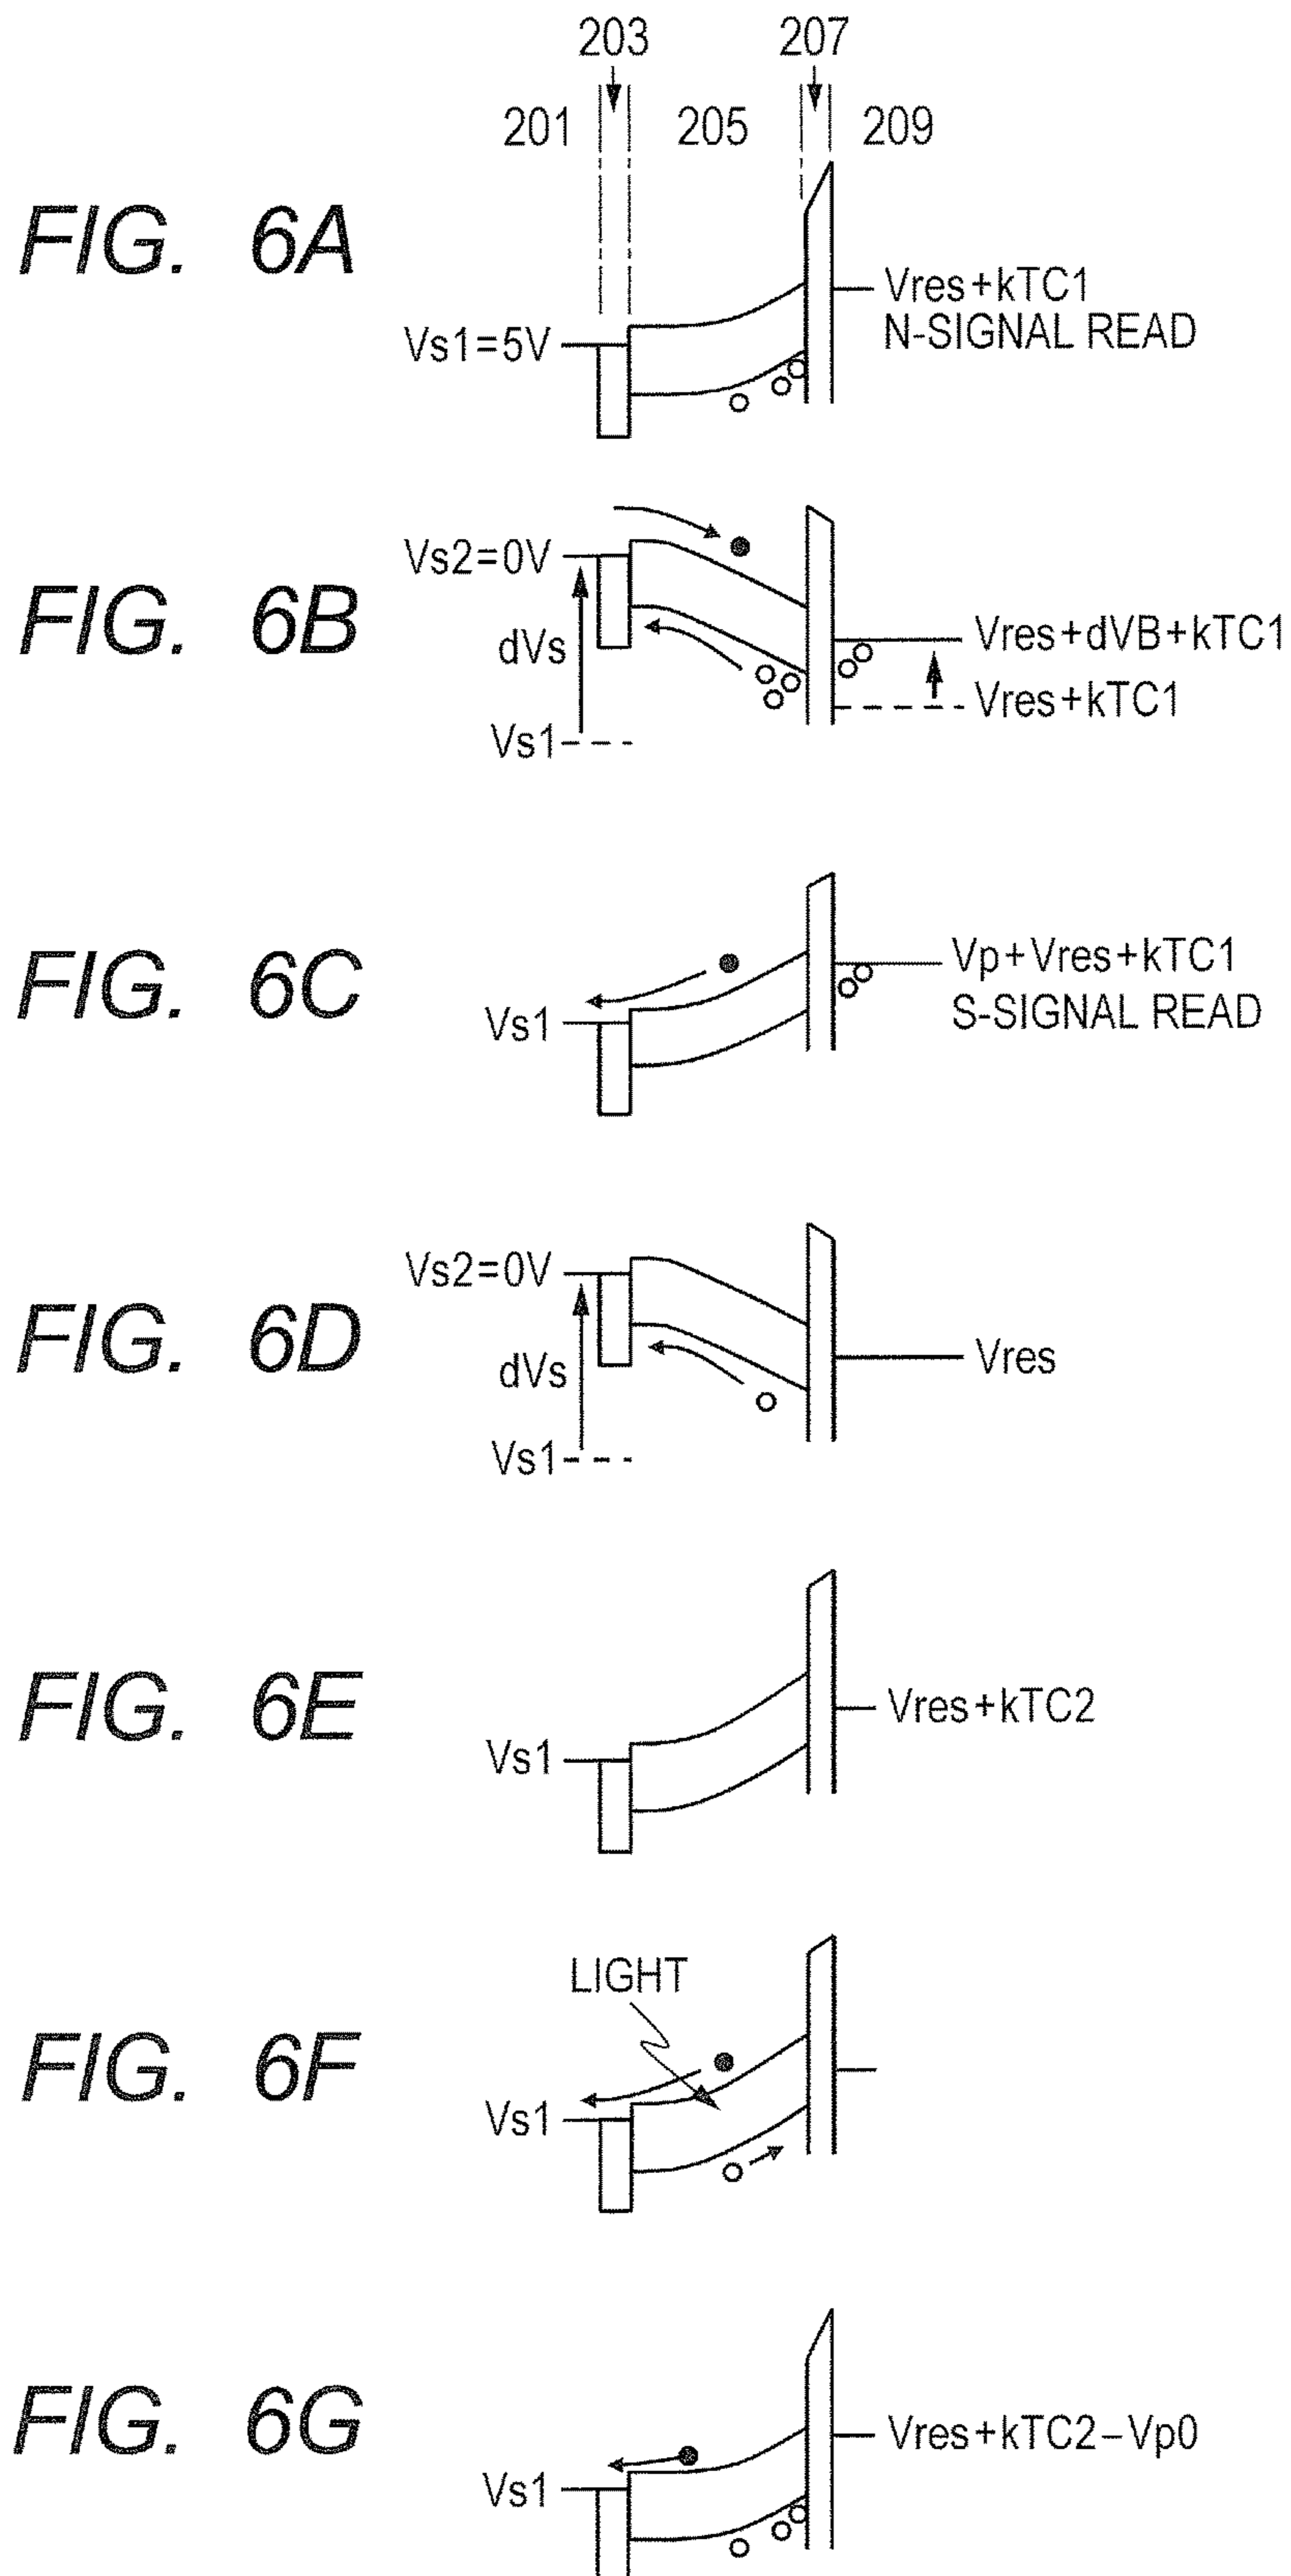 203 207
201 205 209
FIG. 6A
Vres+kTC1
Vs1=5V
N-SIGNAL READ
FIG. 6B
Vs2=0V
dVs
Vs1
Vres+dVB+kTC1
Vres+kTC1
FIG. 6C
Vs1
Vp+Vres+kTC1
S-SIGNAL READ
FIG. 6D
Vs2=0V
dVs
Vs1
Vres
FIG. 6E
Vs1
Vres+kTC2
FIG. 6F
LIGHT
Vs1
FIG. 6G
Vs1
Vres+kTC2-Vp0